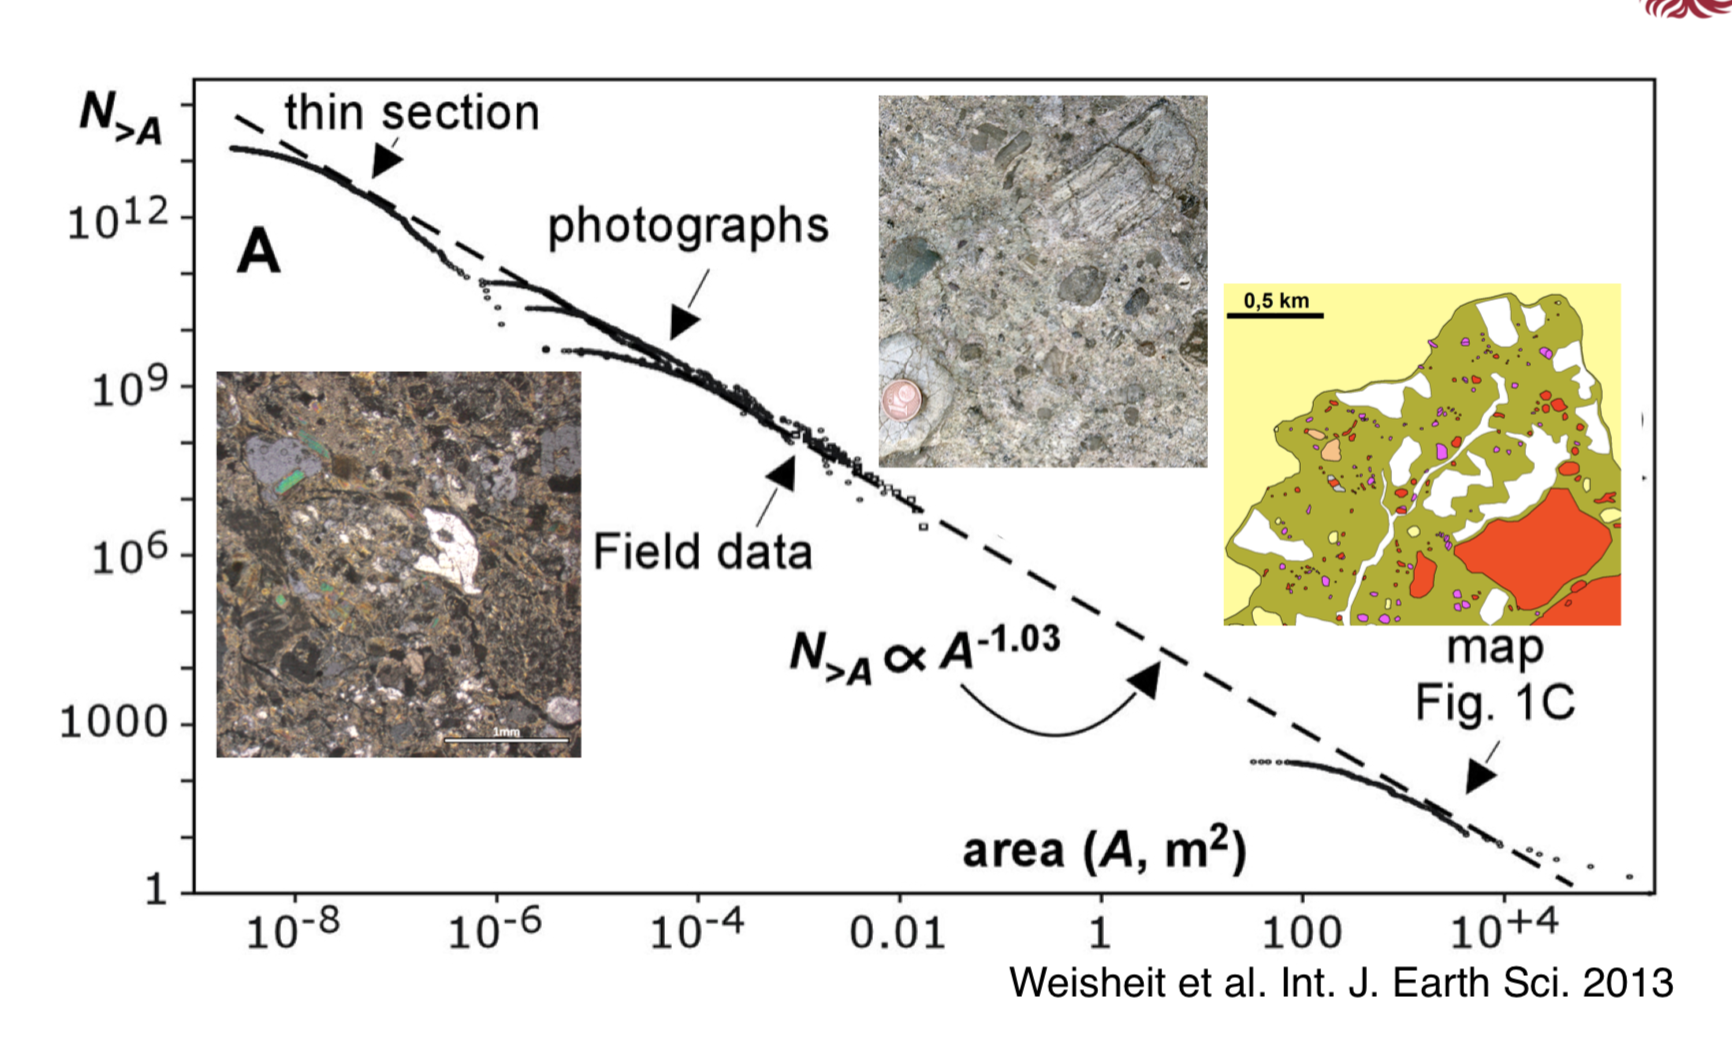 N>A
thin section
10¹²
A
photographs
10⁹
0,5 km
Field data
10⁶
1mm
N>A ∝ A⁻¹·⁰³
map
Fig. 1C
1000
area (A, m²)
1
10⁻⁸ 10⁻⁶ 10⁻⁴ 0.01 1 100 10⁺⁴
Weisheit et al. Int. J. Earth Sci. 2013